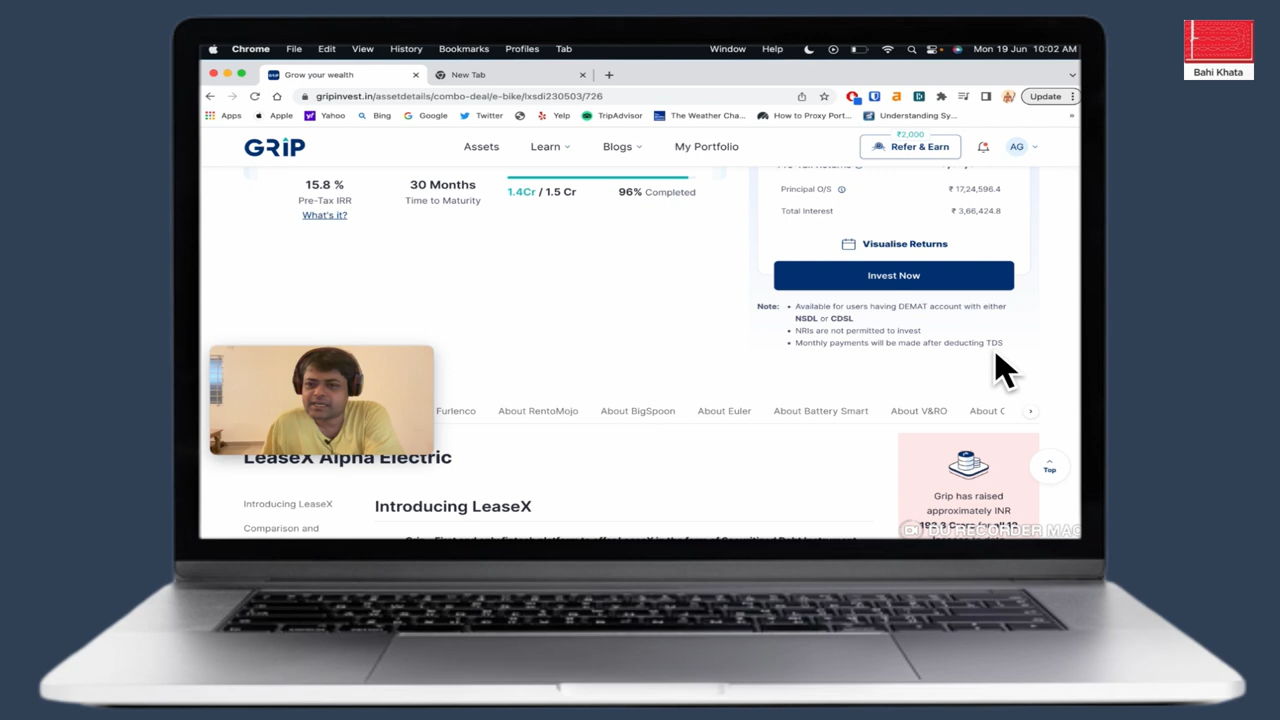 Chrome File Edit View History Bookmarks Profiles Tab Window Help Mon 19 Jun 10:02 AM
Bahi Khata
GRIP Grow your wealth New Tab
gripinvest.in/assetdetails/combo-deal/e-bike/lxsdi230503/726 Update
Apps Apple Yahoo Bing Google Twitter Yelp TripAdvisor The Weather Cha... How to Proxy Port... Understanding Sy... »
₹2,000
GRIP Assets Learn Blogs My Portfolio Refer & Earn AG
15.8 % 30 Months 1.4Cr / 1.5 Cr 96% Completed
Pre-Tax IRR Time to Maturity
What's it?
Principal O/S ₹ 17,24,596.4
Total Interest ₹ 3,66,424.8
Visualise Returns
Invest Now
Note: • Available for users having DEMAT account with either
NSDL or CDSL
• NRIs are not permitted to Invest
• Monthly payments will be made after deducting TDS
Furlenco About RentoMojo About BigSpoon About Euler About Battery Smart About V&RO About
LeaseX Alpha Electric
Top
Introducing LeaseX
Introducing LeaseX
Comparison and
Grip has raised
approximately INR
DU RECORDER MAC